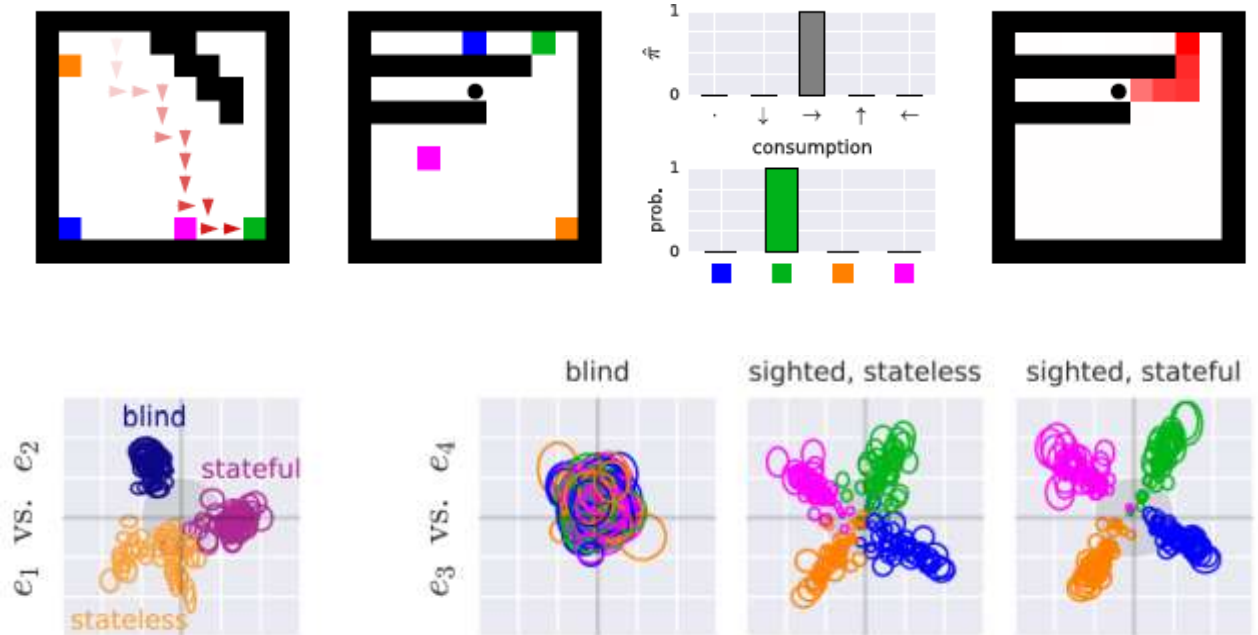 1
π̂
0
· ↓ → ↑ ←
consumption
1
prob.
0
blind sighted, stateless sighted, stateful
e1 vs. e2
blind
stateful
stateless
e3 vs. e4